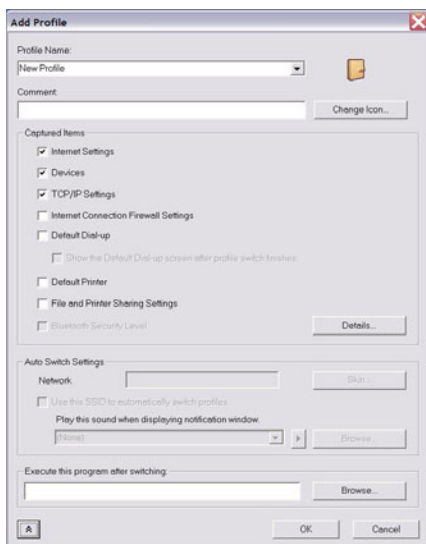 Add Profile
Profile Name:
New Profile
Comment:
Change Icon...
Captured Items
Internet Settings
Devices
TCP/IP Settings
Internet Connection Firewall Settings
Default Dial-up
Show the Default Dial-up screen after profile switch finishes
Default Printer
File and Printer Sharing Settings
Bluetooth Security Level
Details...
Auto Switch Settings
Network
Skin...
Use this SSID to automatically switch profiles
Play this sound when displaying notification window.
(None)
Browse
Execute this program after switching:
Browse...
OK
Cancel